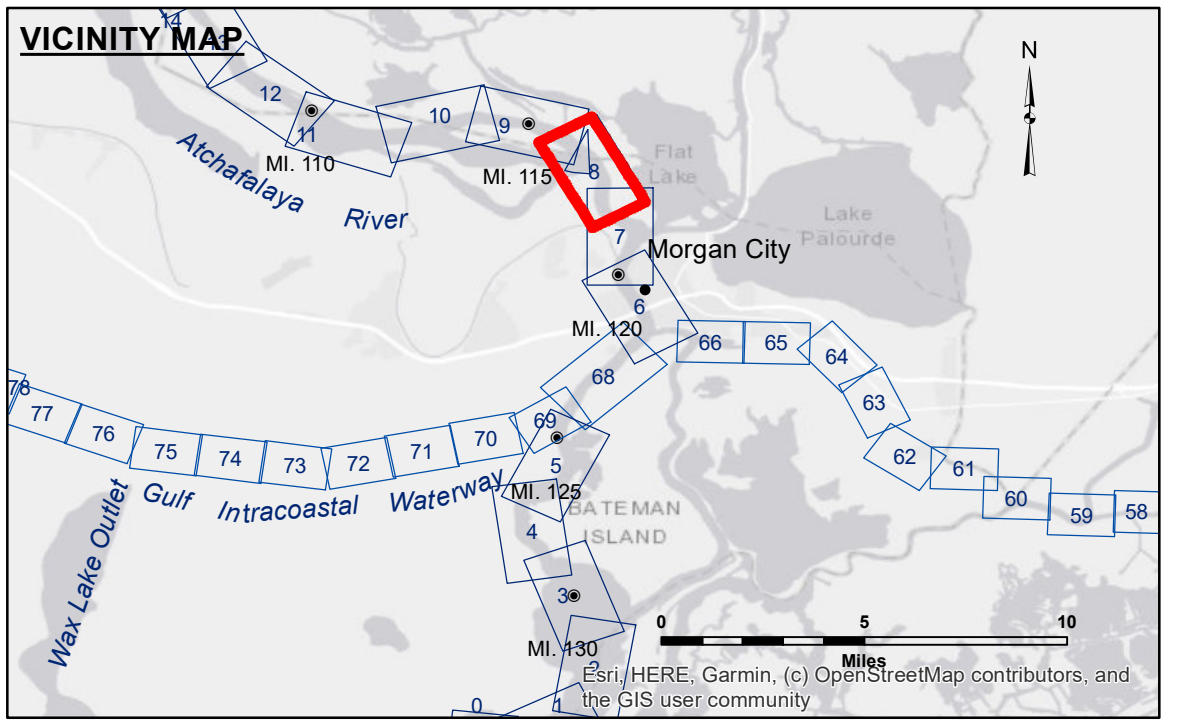 VICINITY MAP
14
13
N
12
11
10
9
8
MI. 110
MI. 115
Atchafalaya River
Flat
Lake
Lake
Palourde
7
Morgan City
6
MI. 120
66
65
64
63
62
61
60
59
58
68
69
70
71
72
73
74
75
76
77
78
Gulf Intracoastal Waterway
Wax Lake Outlet
5
MI. 125
BATEMAN
ISLAND
4
3
MI. 130
2
1
0
0 5 10
Miles
Esri, HERE, Garmin, (c) OpenStreetMap contributors, and
the GIS user community